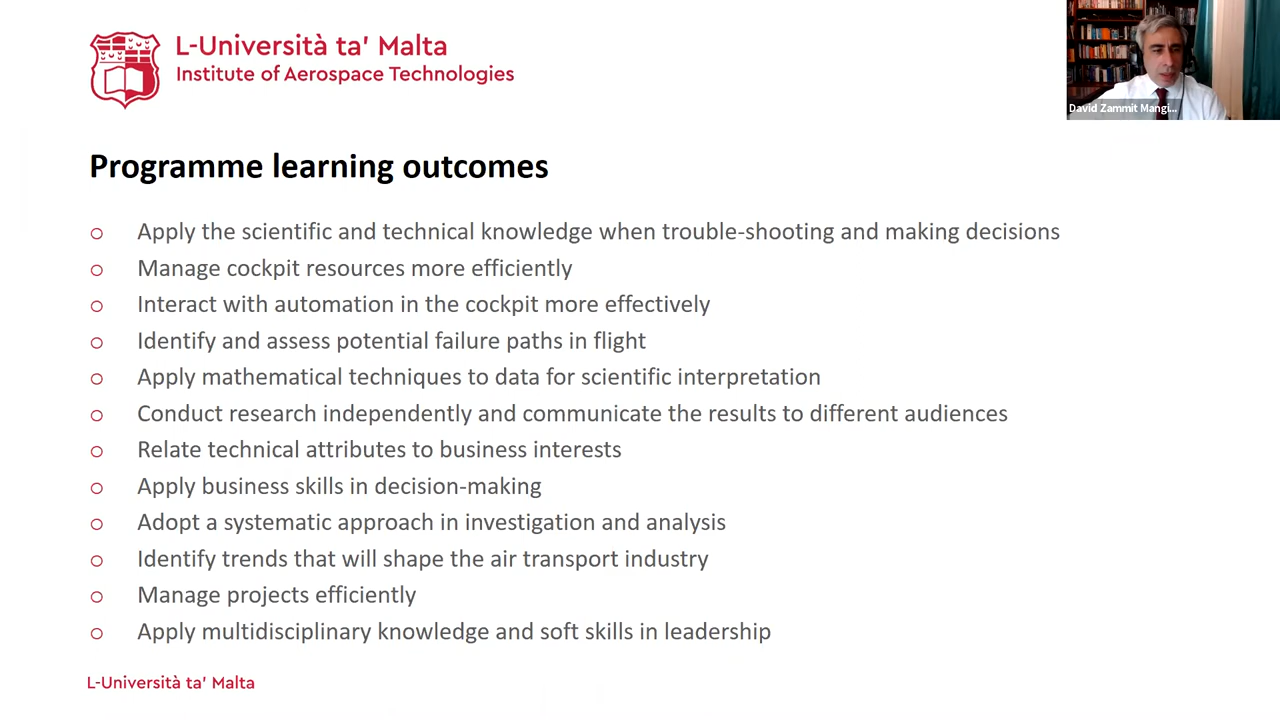 L-Università ta' Malta
Institute of Aerospace Technologies
David Zammit Mangi...
Programme learning outcomes
o Apply the scientific and technical knowledge when trouble-shooting and making decisions
o Manage cockpit resources more efficiently
o Interact with automation in the cockpit more effectively
o Identify and assess potential failure paths in flight
o Apply mathematical techniques to data for scientific interpretation
o Conduct research independently and communicate the results to different audiences
o Relate technical attributes to business interests
o Apply business skills in decision-making
o Adopt a systematic approach in investigation and analysis
o Identify trends that will shape the air transport industry
o Manage projects efficiently
o Apply multidisciplinary knowledge and soft skills in leadership
L-Università ta' Malta